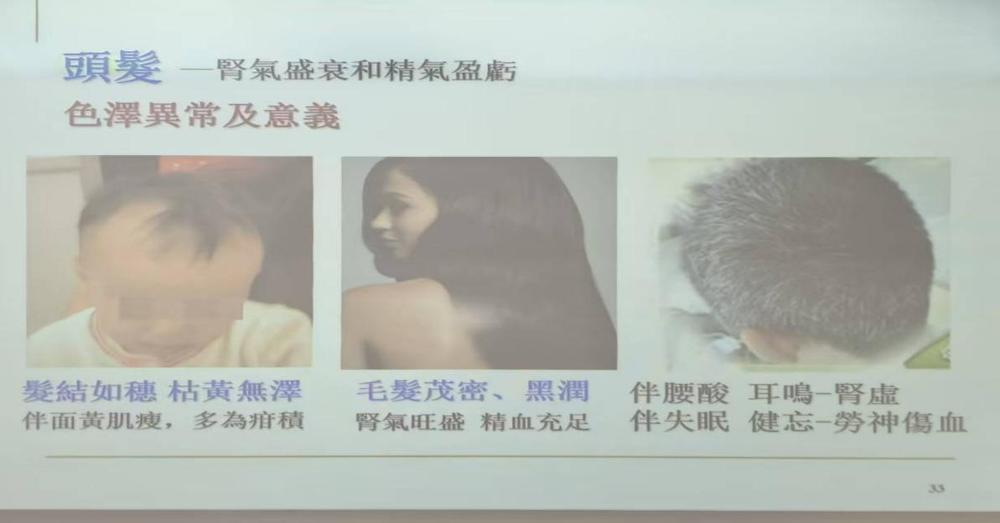 頭髮 —腎氣盛衰和精氣盈虧
色澤異常及意義
髮結如穗 枯黃無澤
伴面黃肌瘦，多為疳積
毛髮茂密、黑潤
腎氣旺盛 精血充足
伴腰酸 耳鳴-腎虛
伴失眠 健忘-勞神傷血
33